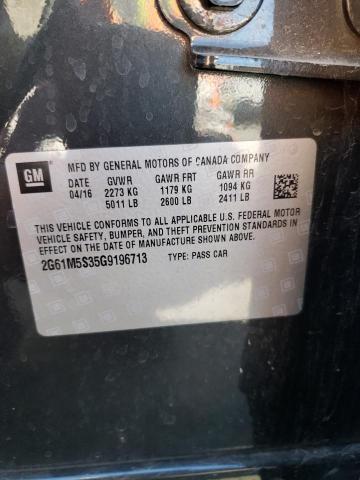 GM
MFD BY GENERAL MOTORS OF CANADA COMPANY
DATE GVWR GAWR FRT GAWR RR
04/16 2273 KG 1179 KG 1094 KG
5011 LB 2600 LB 2411 LB
THIS VEHICLE CONFORMS TO ALL APPLICABLE U.S. FEDERAL MOTOR
VEHICLE SAFETY, BUMPER, AND THEFT PREVENTION STANDARDS IN
EFFECT ON THE DATE OF MANUFACTURE SHOWN ABOVE.
2G61M5S35G9196713 TYPE: PASS CAR